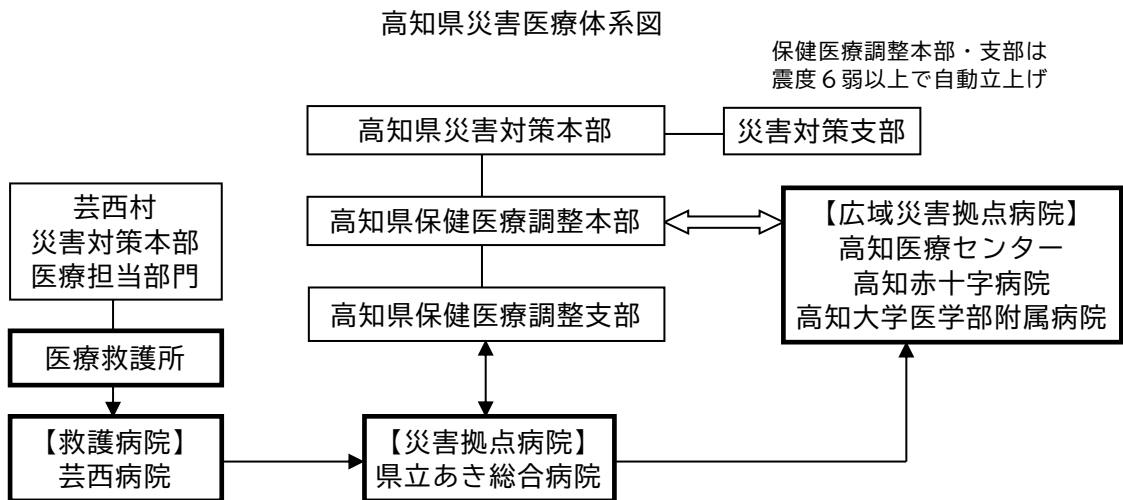 高知県災害医療体系図
保健医療調整本部・支部は
震度６弱以上で自動立上げ
高知県災害対策本部
災害対策支部
芸西村
災害対策本部
医療担当部門
高知県保健医療調整本部
【広域災害拠点病院】
高知医療センター
高知赤十字病院
高知大学医学部附属病院
高知県保健医療調整支部
医療救護所
【救護病院】
芸西病院
【災害拠点病院】
県立あき総合病院